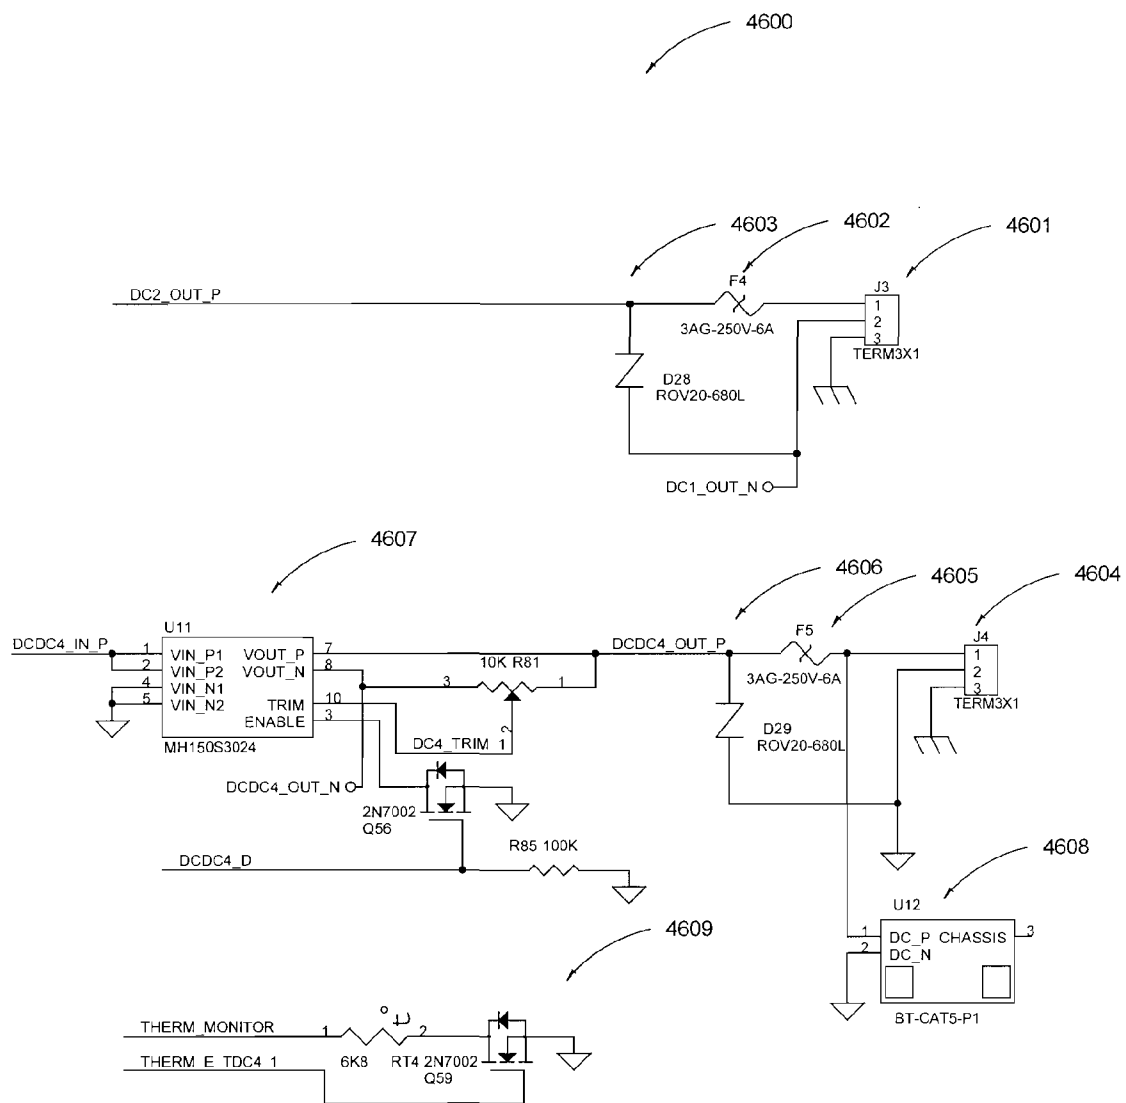 4600
4603
4602
4601
F4
J3
DC2_OUT_P
1
2
3
3AG-250V-6A
TERM3X1
D28
ROV20-680L
DC1_OUT_N
4607
4606
4605
4604
U11
DCDC4_IN_P
1
2
4
5
VIN_P1
VIN_P2
VIN_N1
VIN_N2
VOUT_P
VOUT_N
TRIM
ENABLE
7
8
10
3
MH150S3024
10K R81
3
1
2
DC4_TRIM 1
DCDC4_OUT_P
F5
3AG-250V-6A
J4
1
2
3
TERM3X1
D29
ROV20-680L
DCDC4_OUT_N
2N7002
Q56
R85 100K
DCDC4_D
4608
U12
1
2
DC_P CHASSIS
DC_N
3
BT-CAT5-P1
4609
THERM_MONITOR
1
t
2
6K8
RT4 2N7002
Q59
THERM_E_TDC4_1